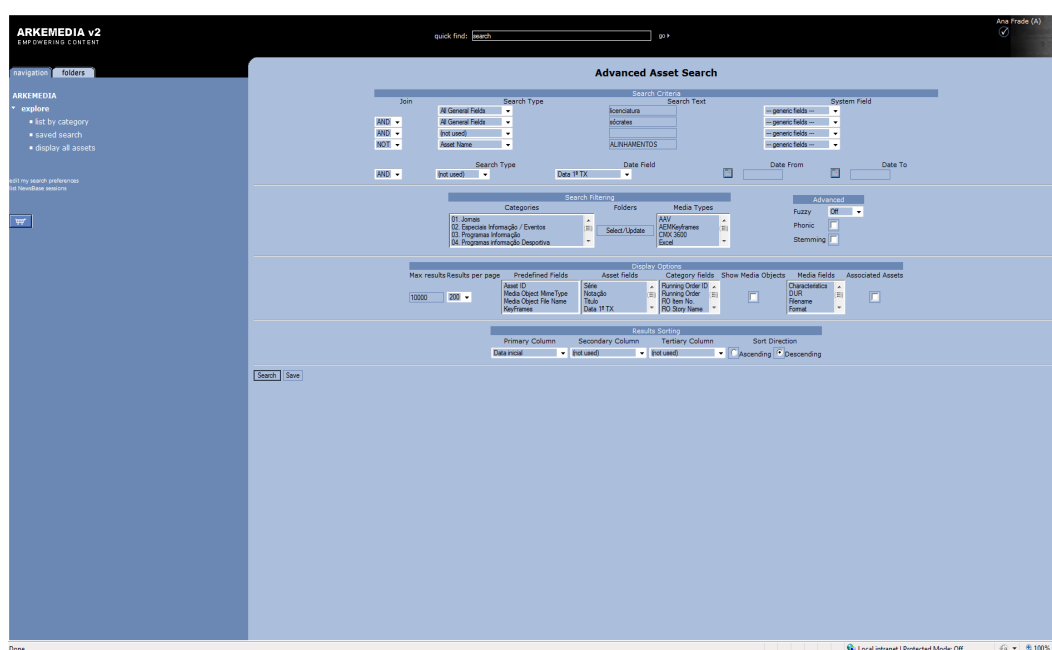 ARKEMEDIA v2
EMPOWERING CONTENT
quick find: search go
Ana Frade (A)
navigation folders
ARKEMEDIA
explore
list by category
saved search
display all assets
edit my search preferences
list NewsBase sessions
Advanced Asset Search
Search Criteria
Join Search Type Search Text System Field
All General Fields licenciatura --- generic fields ---
AND All General Fields sócrates --- generic fields ---
AND (not used) --- generic fields ---
NOT Asset Name ALINHAMENTOS --- generic fields ---
Search Type Date Field Date From Date To
AND (not used) Data 1ª TX
Search Filtering
Categories Folders Media Types
01. Jornais
02. Especiais Informação / Eventos
03. Programas Informação
04. Programas informação Desportiva
Select/Update
AAV
AEMKeyframes
CMX 3600
Excel
Advanced
Fuzzy Off
Phonic
Stemming
Display Options
Max results Results per page Predefined Fields Asset fields Category fields Show Media Objects Media fields Associated Assets
10000 200
Asset ID
Media Object MimeType
Media Object File Name
KeyFrames
Série
Notação
Título
Data 1ª TX
Running Order ID
Running Order
RO Item No.
RO Story Name
Characteristics
DUR
Filename
Format
Results Sorting
Primary Column Secondary Column Tertiary Column Sort Direction
Data inicial (not used) (not used) Ascending Descending
Search Save
Done
Local intranet | Protected Mode: Off
100%